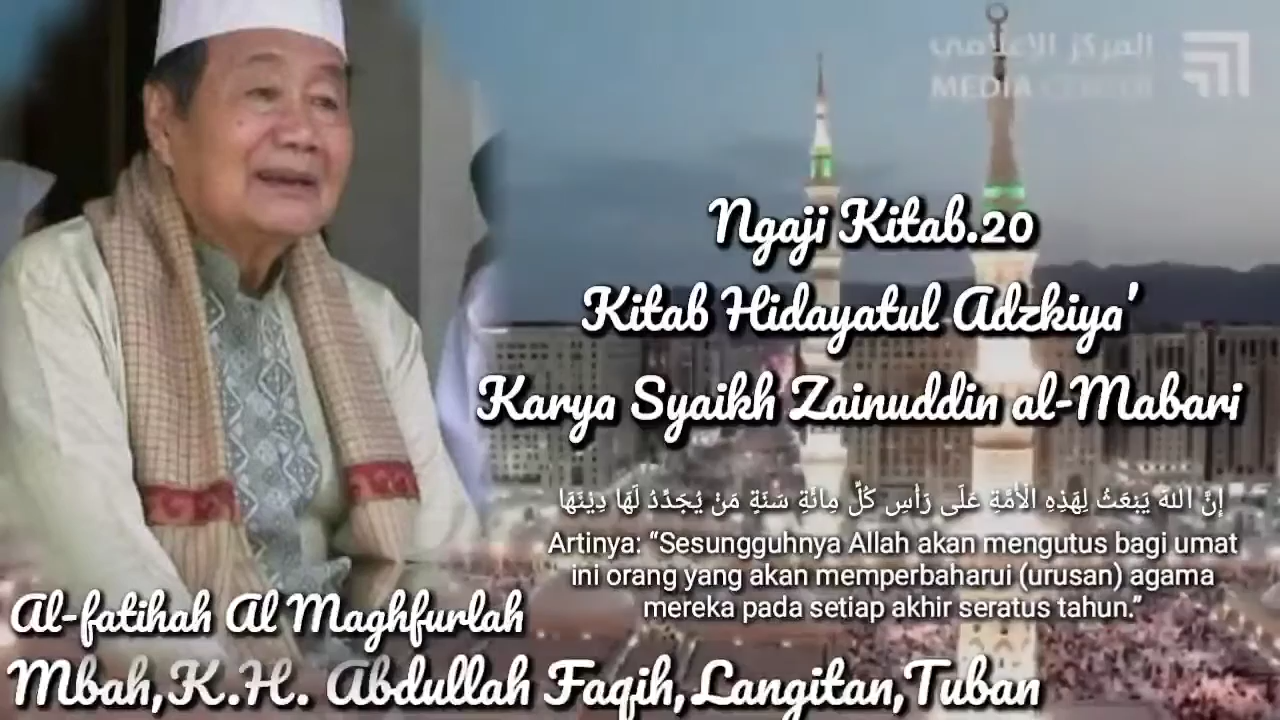 المركز الإعلامي
MEDIA CENTER
Ngaji Kitab.20
Kitab Hidayatul Adzkiya'
Karya Syaikh Zainuddin al-Mabari
إِنَّ اللهَ يَبْعَثُ لِهَذِهِ الْأُمَّةِ عَلَى رَأْسِ كُلِّ مِائَةِ سَنَةٍ مَنْ يُجَدِّدُ لَهَا دِيْنَهَا
Artinya: “Sesungguhnya Allah akan mengutus bagi umat
ini orang yang akan memperbaharui (urusan) agama
mereka pada setiap akhir seratus tahun.”
Al-fatihah Al Maghfurlah
Mbah,K.H. Abdullah Faqih,Langitan,Tuban